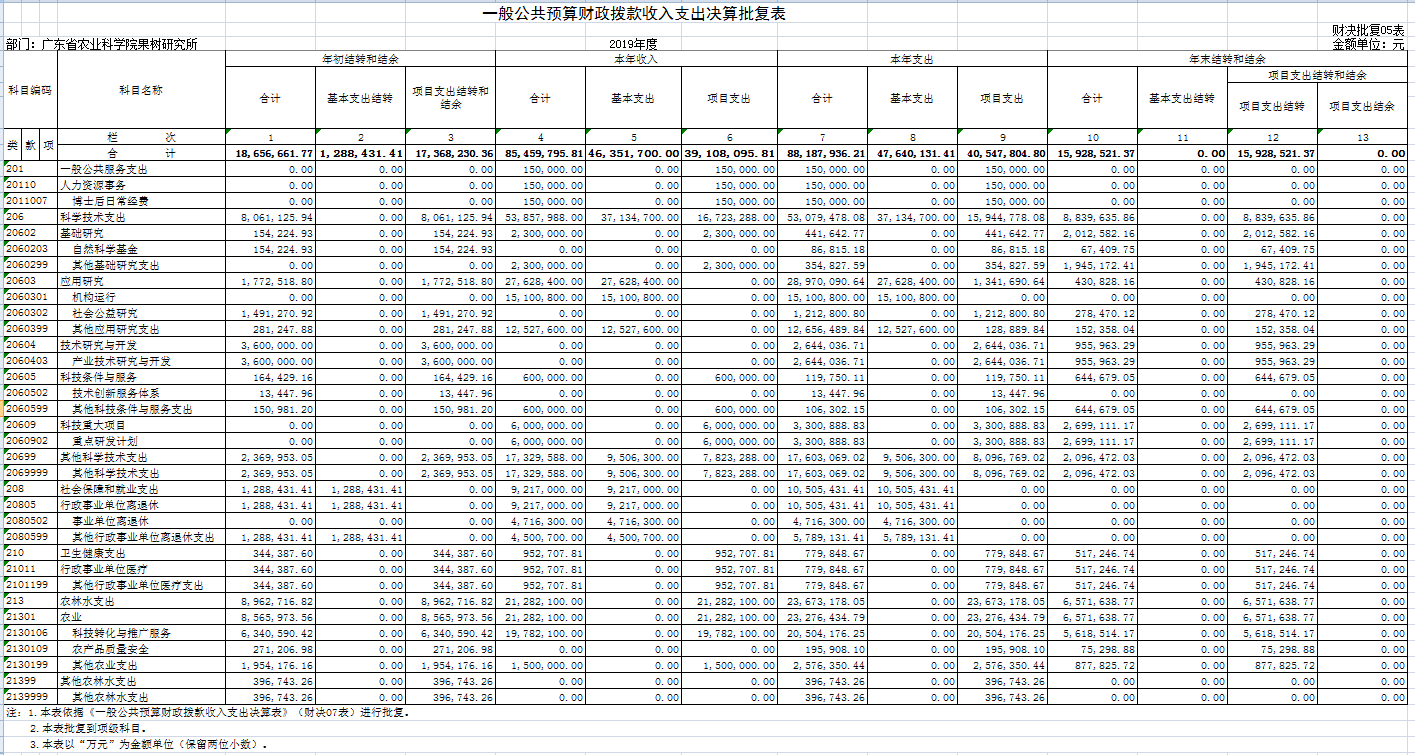 一般公共预算财政拨款收入支出决算批复表
财决批复05表
部门：广东省农业科学院果树研究所 2019年度 金额单位：元
科目编码 科目名称 年初结转和结余 本年收入 本年支出 年末结转和结余
合计 基本支出结转 项目支出结转和结余 合计 基本支出 项目支出 合计 基本支出 项目支出 合计 基本支出结转 项目支出结转和结余
项目支出结转 项目支出结余
类 款 项 栏 次 1 2 3 4 5 6 7 8 9 10 11 12 13
合 计 18,656,661.77 1,288,431.41 17,368,230.36 85,459,795.81 46,351,700.00 39,108,095.81 88,187,936.21 47,640,131.41 40,547,804.80 15,928,521.37 0.00 15,928,521.37 0.00
201 一般公共服务支出 0.00 0.00 0.00 150,000.00 0.00 150,000.00 150,000.00 0.00 150,000.00 0.00 0.00 0.00 0.00
20110 人力资源事务 0.00 0.00 0.00 150,000.00 0.00 150,000.00 150,000.00 0.00 150,000.00 0.00 0.00 0.00 0.00
2011007 博士后日常经费 0.00 0.00 0.00 150,000.00 0.00 150,000.00 150,000.00 0.00 150,000.00 0.00 0.00 0.00 0.00
206 科学技术支出 8,061,125.94 0.00 8,061,125.94 53,857,988.00 37,134,700.00 16,723,288.00 53,079,478.08 37,134,700.00 15,944,778.08 8,839,635.86 0.00 8,839,635.86 0.00
20602 基础研究 154,224.93 0.00 154,224.93 2,300,000.00 0.00 2,300,000.00 441,642.77 0.00 441,642.77 2,012,582.16 0.00 2,012,582.16 0.00
2060203 自然科学基金 154,224.93 0.00 154,224.93 0.00 0.00 0.00 86,815.18 0.00 86,815.18 67,409.75 0.00 67,409.75 0.00
2060299 其他基础研究支出 0.00 0.00 0.00 2,300,000.00 0.00 2,300,000.00 354,827.59 0.00 354,827.59 1,945,172.41 0.00 1,945,172.41 0.00
20603 应用研究 1,772,518.80 0.00 1,772,518.80 27,628,400.00 27,628,400.00 0.00 28,970,090.64 27,628,400.00 1,341,690.64 430,828.16 0.00 430,828.16 0.00
2060301 机构运行 0.00 0.00 0.00 15,100,800.00 15,100,800.00 0.00 15,100,800.00 15,100,800.00 0.00 0.00 0.00 0.00 0.00
2060302 社会公益研究 1,491,270.92 0.00 1,491,270.92 0.00 0.00 0.00 1,212,800.80 0.00 1,212,800.80 278,470.12 0.00 278,470.12 0.00
2060399 其他应用研究支出 281,247.88 0.00 281,247.88 12,527,600.00 12,527,600.00 0.00 12,656,489.84 12,527,600.00 128,889.84 152,358.04 0.00 152,358.04 0.00
20604 技术研究与开发 3,600,000.00 0.00 3,600,000.00 0.00 0.00 0.00 2,644,036.71 0.00 2,644,036.71 955,963.29 0.00 955,963.29 0.00
2060403 产业技术研究与开发 3,600,000.00 0.00 3,600,000.00 0.00 0.00 0.00 2,644,036.71 0.00 2,644,036.71 955,963.29 0.00 955,963.29 0.00
20605 科技条件与服务 164,429.16 0.00 164,429.16 600,000.00 0.00 600,000.00 119,750.11 0.00 119,750.11 644,679.05 0.00 644,679.05 0.00
2060502 技术创新服务体系 13,447.96 0.00 13,447.96 0.00 0.00 0.00 13,447.96 0.00 13,447.96 0.00 0.00 0.00 0.00
2060599 其他科技条件与服务支出 150,981.20 0.00 150,981.20 600,000.00 0.00 600,000.00 106,302.15 0.00 106,302.15 644,679.05 0.00 644,679.05 0.00
20609 科技重大项目 0.00 0.00 0.00 6,000,000.00 0.00 6,000,000.00 3,300,888.83 0.00 3,300,888.83 2,699,111.17 0.00 2,699,111.17 0.00
2060902 重点研发计划 0.00 0.00 0.00 6,000,000.00 0.00 6,000,000.00 3,300,888.83 0.00 3,300,888.83 2,699,111.17 0.00 2,699,111.17 0.00
20699 其他科学技术支出 2,369,953.05 0.00 2,369,953.05 17,329,588.00 9,506,300.00 7,823,288.00 17,603,069.02 9,506,300.00 8,096,769.02 2,096,472.03 0.00 2,096,472.03 0.00
2069999 其他科学技术支出 2,369,953.05 0.00 2,369,953.05 17,329,588.00 9,506,300.00 7,823,288.00 17,603,069.02 9,506,300.00 8,096,769.02 2,096,472.03 0.00 2,096,472.03 0.00
208 社会保障和就业支出 1,288,431.41 1,288,431.41 0.00 9,217,000.00 9,217,000.00 0.00 10,505,431.41 10,505,431.41 0.00 0.00 0.00 0.00 0.00
20805 行政事业单位离退休 1,288,431.41 1,288,431.41 0.00 9,217,000.00 9,217,000.00 0.00 10,505,431.41 10,505,431.41 0.00 0.00 0.00 0.00 0.00
2080502 事业单位离退休 0.00 0.00 0.00 4,716,300.00 4,716,300.00 0.00 4,716,300.00 4,716,300.00 0.00 0.00 0.00 0.00 0.00
2080599 其他行政事业单位离退休支出 1,288,431.41 1,288,431.41 0.00 4,500,700.00 4,500,700.00 0.00 5,789,131.41 5,789,131.41 0.00 0.00 0.00 0.00 0.00
210 卫生健康支出 344,387.60 0.00 344,387.60 952,707.81 0.00 952,707.81 779,848.67 0.00 779,848.67 517,246.74 0.00 517,246.74 0.00
21011 行政事业单位医疗 344,387.60 0.00 344,387.60 952,707.81 0.00 952,707.81 779,848.67 0.00 779,848.67 517,246.74 0.00 517,246.74 0.00
2101199 其他行政事业单位医疗支出 344,387.60 0.00 344,387.60 952,707.81 0.00 952,707.81 779,848.67 0.00 779,848.67 517,246.74 0.00 517,246.74 0.00
213 农林水支出 8,962,716.82 0.00 8,962,716.82 21,282,100.00 0.00 21,282,100.00 23,673,178.05 0.00 23,673,178.05 6,571,638.77 0.00 6,571,638.77 0.00
21301 农业 8,565,973.56 0.00 8,565,973.56 21,282,100.00 0.00 21,282,100.00 23,276,434.79 0.00 23,276,434.79 6,571,638.77 0.00 6,571,638.77 0.00
2130106 科技转化与推广服务 6,340,590.42 0.00 6,340,590.42 19,782,100.00 0.00 19,782,100.00 20,504,176.25 0.00 20,504,176.25 5,618,514.17 0.00 5,618,514.17 0.00
2130109 农产品质量安全 271,206.98 0.00 271,206.98 0.00 0.00 0.00 195,908.10 0.00 195,908.10 75,298.88 0.00 75,298.88 0.00
2130199 其他农业支出 1,954,176.16 0.00 1,954,176.16 1,500,000.00 0.00 1,500,000.00 2,576,350.44 0.00 2,576,350.44 877,825.72 0.00 877,825.72 0.00
21399 其他农林水支出 396,743.26 0.00 396,743.26 0.00 0.00 0.00 396,743.26 0.00 396,743.26 0.00 0.00 0.00 0.00
2139999 其他农林水支出 396,743.26 0.00 396,743.26 0.00 0.00 0.00 396,743.26 0.00 396,743.26 0.00 0.00 0.00 0.00
注：1.本表依据《一般公共预算财政拨款收入支出决算表》（财决07表）进行批复。
2.本表批复到项级科目。
3.本表以“万元”为金额单位（保留两位小数）.